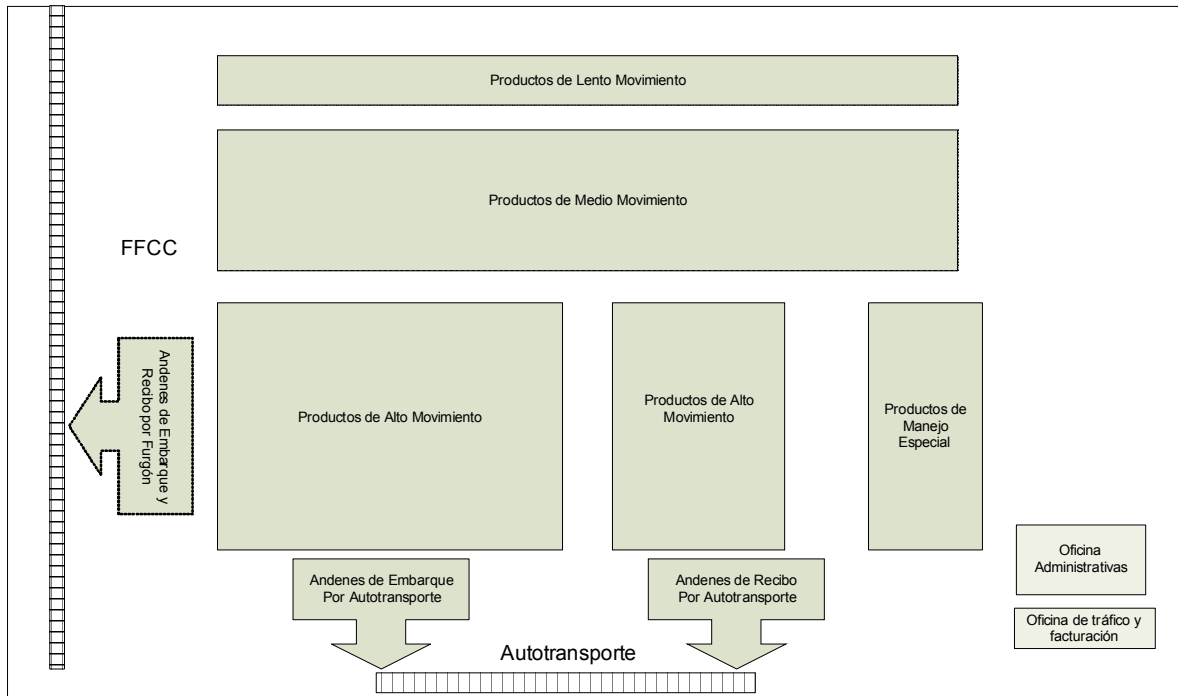 Productos de Lento Movimiento
Productos de Medio Movimiento
FFCC
Andenes de Embarque y
Recibo por Furgón
Productos de Alto Movimiento
Productos de Alto
Movimiento
Productos de
Manejo
Especial
Andenes de Embarque
Por Autotransporte
Andenes de Recibo
Por Autotransporte
Oficina
Administrativas
Oficina de tráfico y
facturación
Autotransporte